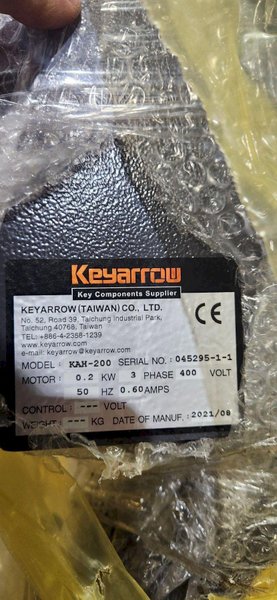 Keyarrow
Key Components Supplier
KEYARROW (TAIWAN) CO., LTD.
No. 52, Road 39, Taichung Industrial Park,
Taichung 40768, Taiwan
TEL: +886-4-2358-1239
www.keyarrow.com
e-mail: keyarrow@keyarrow.com
CE
MODEL: KAH-200 SERIAL NO.: 045295-1-1
MOTOR: 0.2 KW 3 PHASE 400 VOLT
50 HZ 0.60 AMPS
CONTROL: --- VOLT
WEIGHT: --- KG DATE OF MANUF.: 2021/08